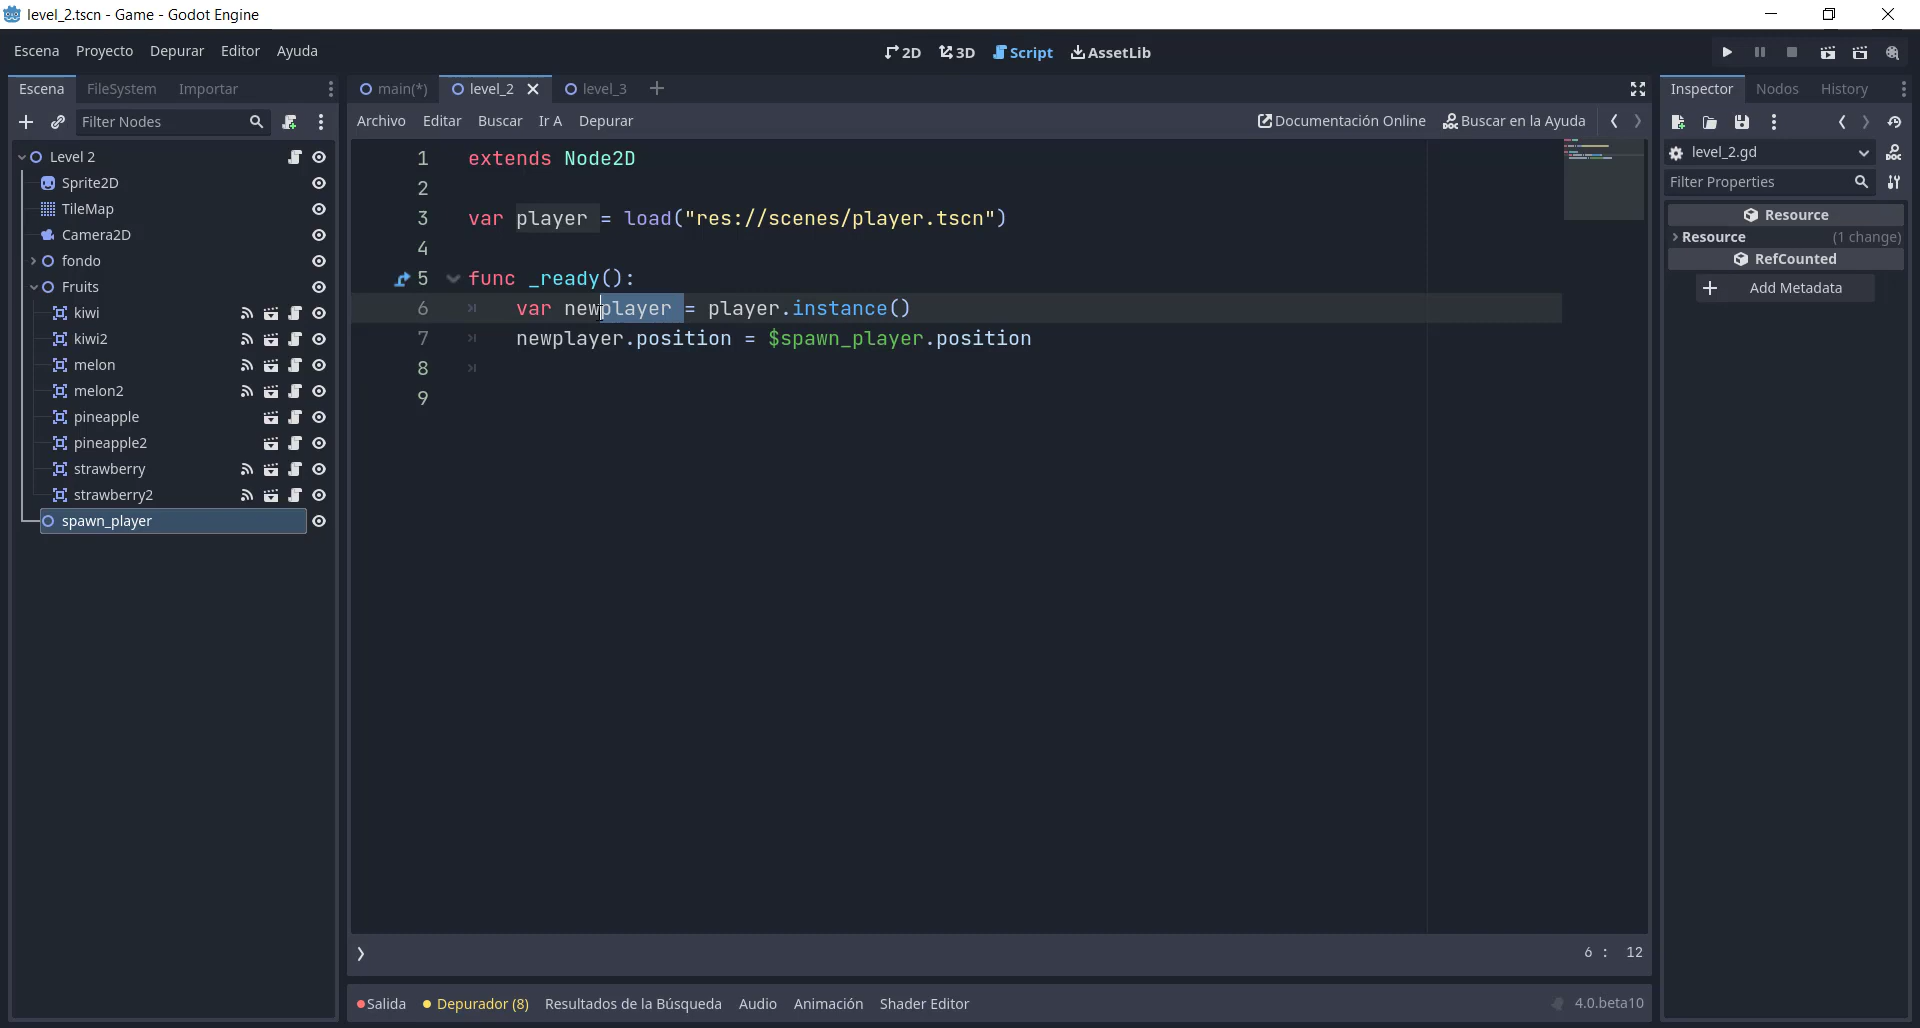 level_2.tscn - Game - Godot Engine
Escena Proyecto Depurar Editor Ayuda
2D 3D Script AssetLib
Escena FileSystem Importar
main(*) level_2 level_3
Inspector Nodos History
Filter Nodes
Archivo Editar Buscar Ir A Depurar
Documentación Online Buscar en la Ayuda
level_2.gd
Filter Properties
Resource
Resource (1 change)
RefCounted
Add Metadata
Level 2
Sprite2D
TileMap
Camera2D
fondo
Fruits
kiwi
kiwi2
melon
melon2
pineapple
pineapple2
strawberry
strawberry2
spawn_player
1 extends Node2D
2
3 var player = load("res://scenes/player.tscn")
4
5 func _ready():
6 var newplayer = player.instance()
7 newplayer.position = $spawn_player.position
8
9
6 : 12
Salida Depurador (8) Resultados de la Búsqueda Audio Animación Shader Editor
4.0.beta10